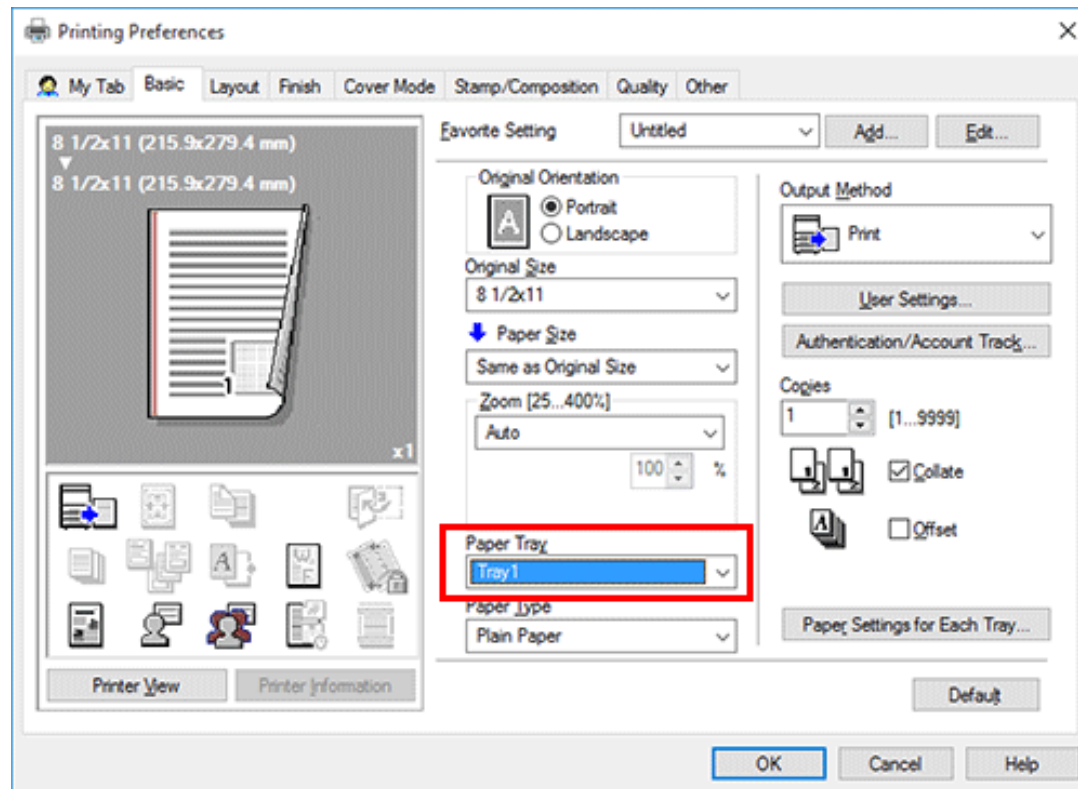 Printing Preferences
My Tab Basic Layout Finish Cover Mode Stamp/Composition Quality Other
8 1/2x11 (215.9x279.4 mm)
8 1/2x11 (215.9x279.4 mm)
1
x1
Printer View Printer Information
Favorite Setting Untitled Add... Edit...
Original Orientation
A
Portrait
Landscape
Original Size
8 1/2x11
Paper Size
Same as Original Size
Zoom [25...400%]
Auto
100 %
Paper Tray
Tray1
Paper Type
Plain Paper
Output Method
Print
User Settings...
Authentication/Account Track...
Copies
1 [1...9999]
Collate
Offset
Paper Settings for Each Tray...
Default
OK Cancel Help